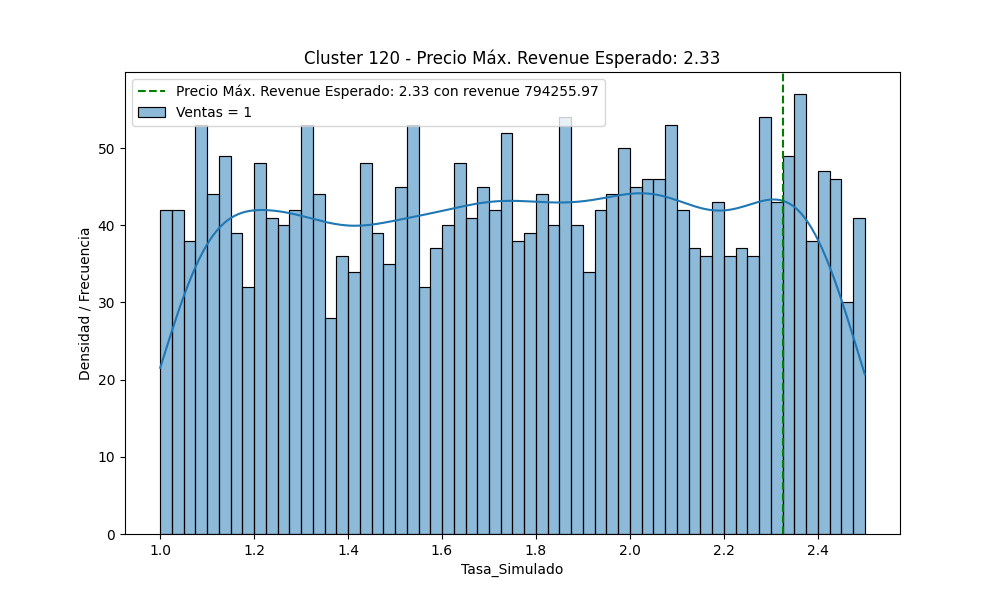 Cluster 120 - Precio Máx. Revenue Esperado: 2.33
Precio Máx. Revenue Esperado: 2.33 con revenue 794255.97
Ventas = 1
Densidad / Frecuencia
50
40
30
20
10
0
1.0 1.2 1.4 1.6 1.8 2.0 2.2 2.4
Tasa_Simulado